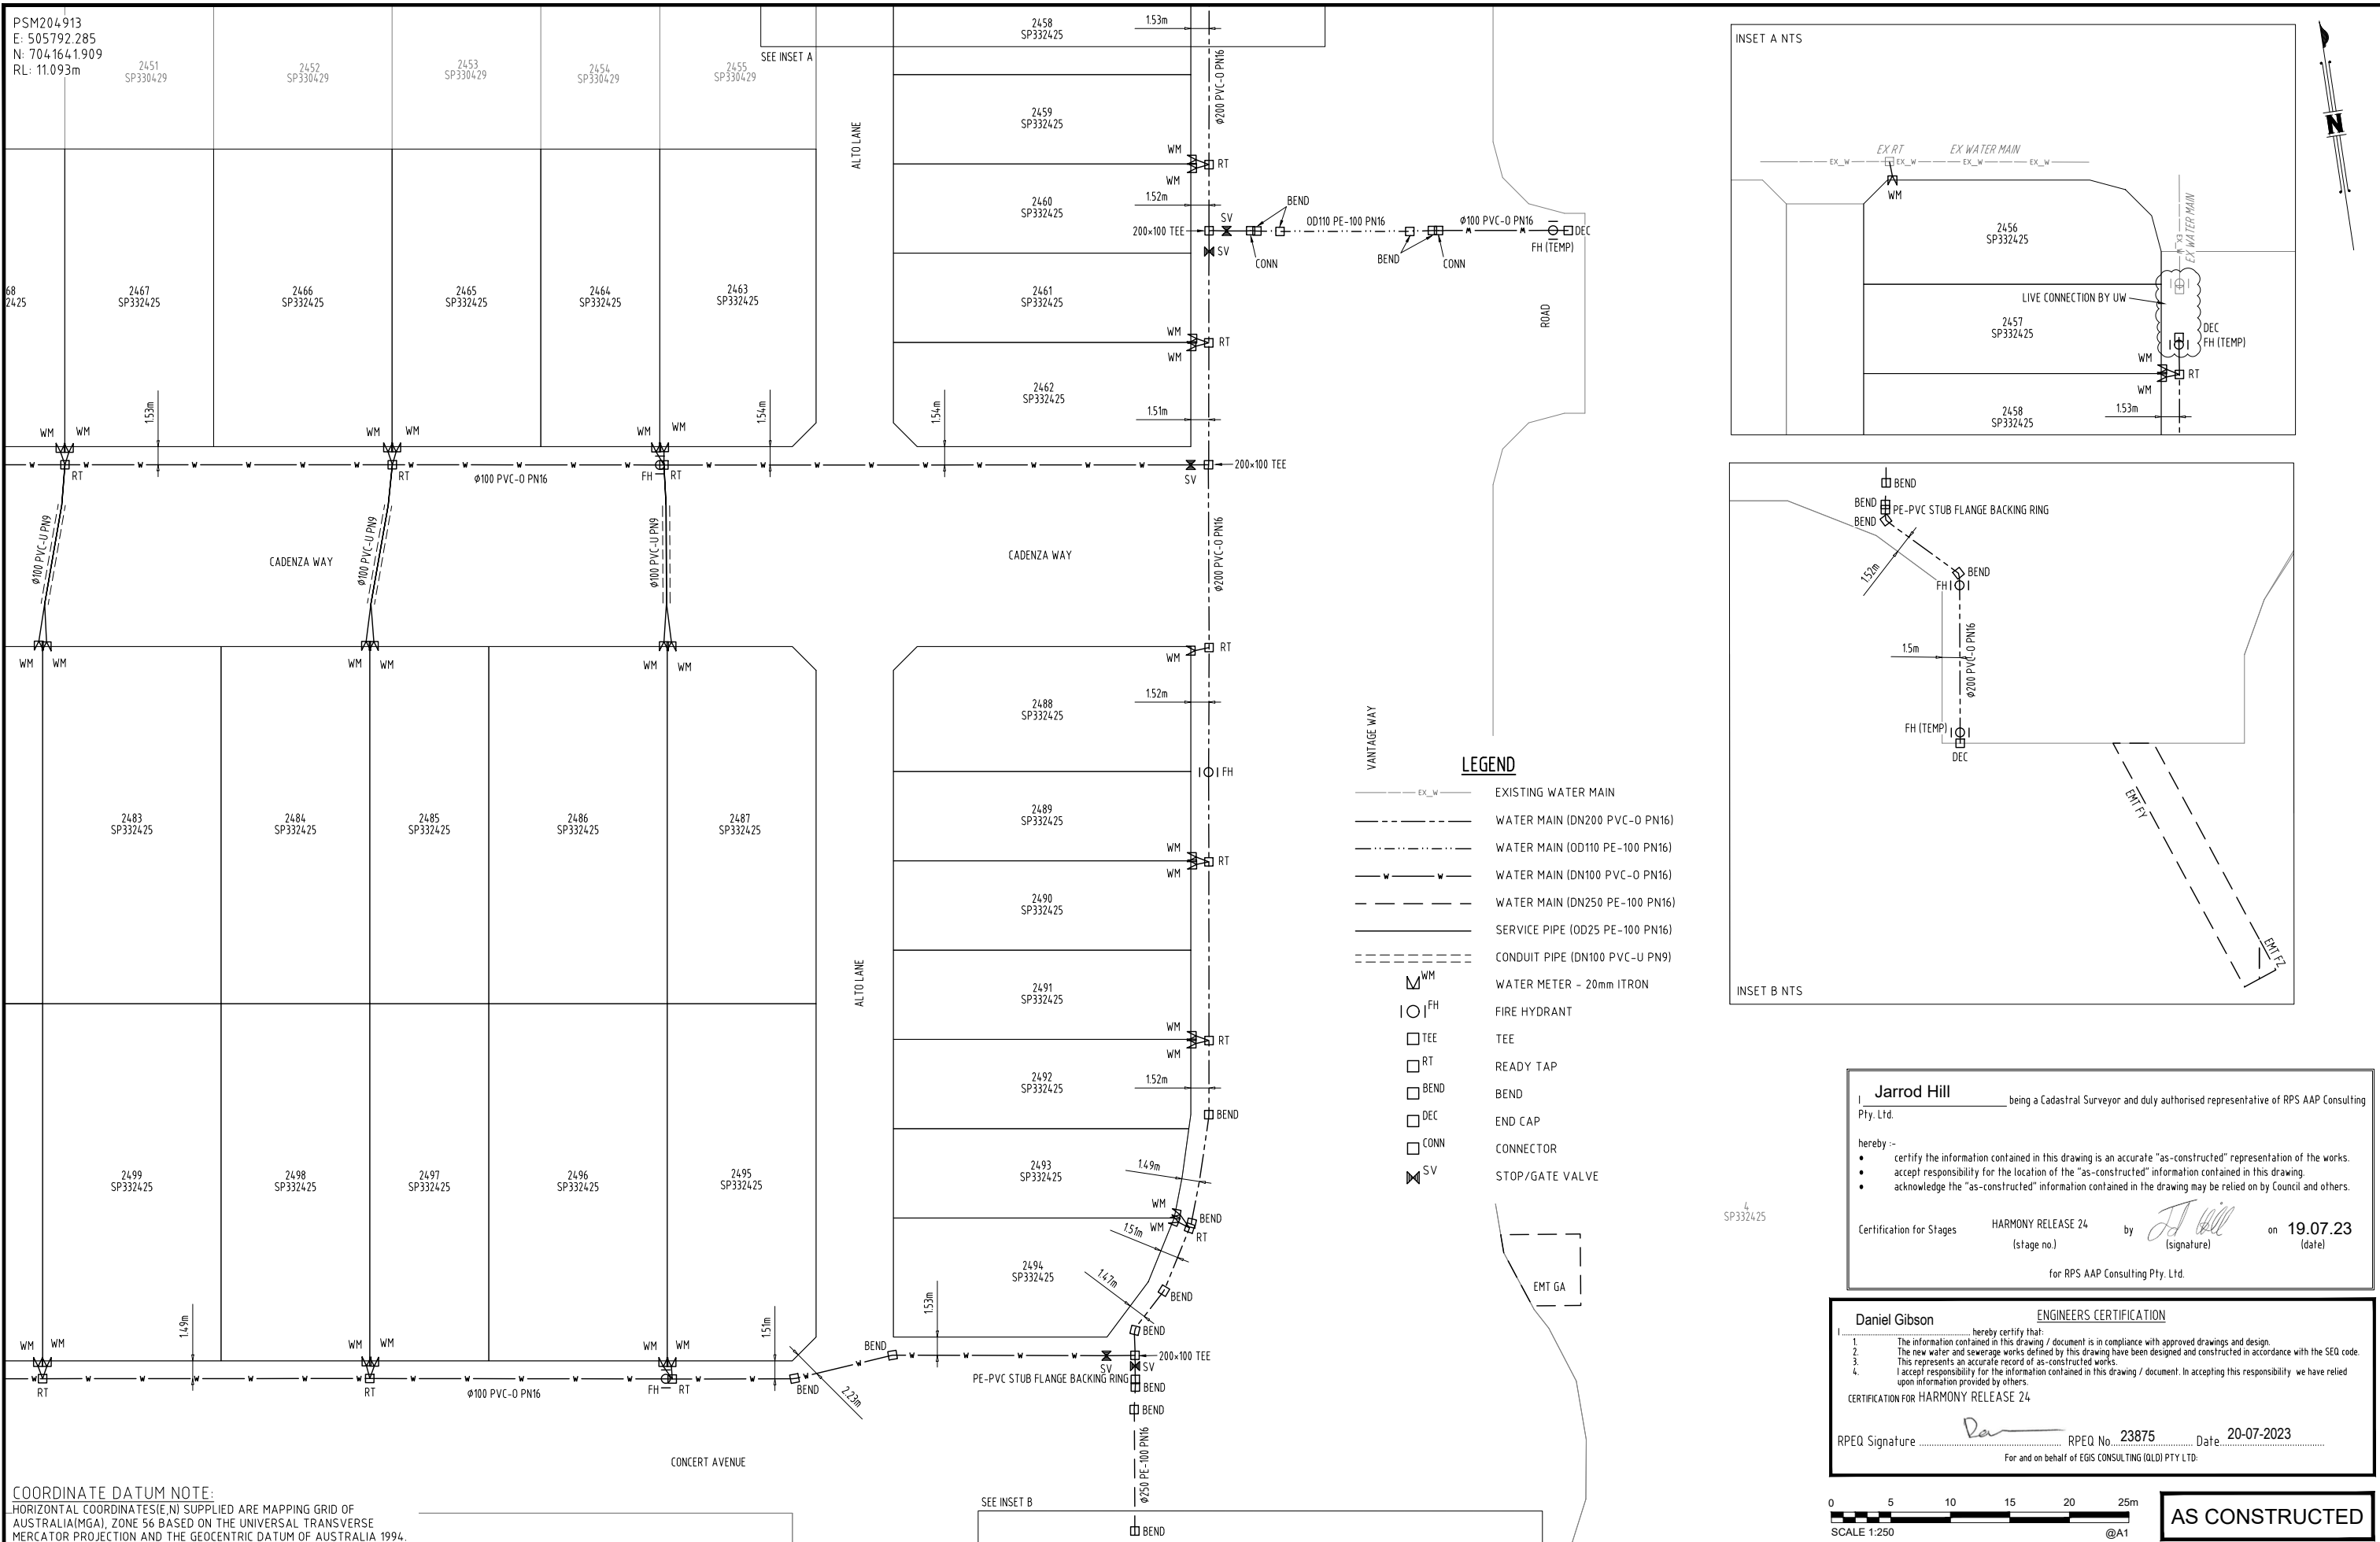 PSM204913
E: 505792.285
N: 7041641.909
RL: 11.093m
2451
SP330429
2452
SP330429
2453
SP330429
2454
SP330429
2455
SP330429
SEE INSET A
2458
SP332425
1.53m
Ø200 PVC-O PN16
ALTO LANE
2459
SP332425
WM
RT
WM
2460
SP332425
1.52m
200×100 TEE
SV
SV
BEND
CONN
OD110 PE-100 PN16
BEND
CONN
Ø100 PVC-O PN16
DEC
FH (TEMP)
ROAD
68
2425
2467
SP332425
2466
SP332425
2465
SP332425
2464
SP332425
2463
SP332425
2461
SP332425
WM
RT
WM
2462
SP332425
1.51m
1.53m
1.54m
1.54m
WM WM
WM WM
WM WM
RT
RT
Ø100 PVC-O PN16
FH
RT
SV
200×100 TEE
Ø100 PVC-U PN9
Ø100 PVC-U PN9
Ø100 PVC-U PN9
CADENZA WAY
CADENZA WAY
Ø200 PVC-O PN16
WM WM
WM WM
WM WM
WM
RT
1.52m
2488
SP332425
FH
VANTAGE WAY
2483
SP332425
2484
SP332425
2485
SP332425
2486
SP332425
2487
SP332425
2489
SP332425
WM
RT
WM
2490
SP332425
ALTO LANE
2491
SP332425
WM
RT
WM
2492
SP332425
1.52m
BEND
2499
SP332425
2498
SP332425
2497
SP332425
2496
SP332425
2495
SP332425
2493
SP332425
1.49m
WM
WM
BEND
RT
1.51m
2494
SP332425
1.47m
BEND
1.49m
1.51m
1.53m
BEND
WM WM
WM WM
WM WM
BEND
200×100 TEE
SV
SV
RT
RT
Ø100 PVC-O PN16
FH
RT
BEND
2.23m
PE-PVC STUB FLANGE BACKING RING
BEND
BEND
CONCERT AVENUE
Ø250 PE-100 PN16
SEE INSET B
BEND
COORDINATE DATUM NOTE:
HORIZONTAL COORDINATES(E,N) SUPPLIED ARE MAPPING GRID OF
AUSTRALIA(MGA), ZONE 56 BASED ON THE UNIVERSAL TRANSVERSE
MERCATOR PROJECTION AND THE GEOCENTRIC DATUM OF AUSTRALIA 1994.
LEGEND
EX_W
EXISTING WATER MAIN
WATER MAIN (DN200 PVC-O PN16)
WATER MAIN (OD110 PE-100 PN16)
W W
WATER MAIN (DN100 PVC-O PN16)
WATER MAIN (DN250 PE-100 PN16)
SERVICE PIPE (OD25 PE-100 PN16)
CONDUIT PIPE (DN100 PVC-U PN9)
WM
WATER METER - 20mm ITRON
FH
FIRE HYDRANT
TEE
TEE
RT
READY TAP
BEND
BEND
DEC
END CAP
CONN
CONNECTOR
SV
STOP/GATE VALVE
EMT GA
4
SP332425
INSET A NTS
EX RT
EX WATER MAIN
EX_W EX_W EX_W EX_W
WM
EX WATER MAIN
EX_W
2456
SP332425
LIVE CONNECTION BY UW
2457
SP332425
DEC
FH (TEMP)
WM
RT
WM
2458
SP332425
1.53m
N
BEND
BEND
PE-PVC STUB FLANGE BACKING RING
BEND
1.52m
BEND
FH
1.5m
Ø200 PVC-O PN16
FH (TEMP)
DEC
EMT FY
EMT FZ
INSET B NTS
I Jarrod Hill being a Cadastral Surveyor and duly authorised representative of RPS AAP Consulting
Pty. Ltd.
hereby :-
• certify the information contained in this drawing is an accurate "as-constructed" representation of the works.
• accept responsibility for the location of the "as-constructed" information contained in this drawing.
• acknowledge the "as-constructed" information contained in the drawing may be relied on by Council and others.
Certification for Stages HARMONY RELEASE 24 by on 19.07.23
(stage no.) (signature) (date)
for RPS AAP Consulting Pty. Ltd.
ENGINEERS CERTIFICATION
I Daniel Gibson hereby certify that:
1. The information contained in this drawing / document is in compliance with approved drawings and design.
2. The new water and sewerage works defined by this drawing have been designed and constructed in accordance with the SEQ code.
3. This represents an accurate record of as-constructed works.
4. I accept responsibility for the information contained in this drawing / document. In accepting this responsibility we have relied
upon information provided by others.
CERTIFICATION FOR HARMONY RELEASE 24
RPEQ Signature RPEQ No. 23875 Date 20-07-2023
For and on behalf of EGIS CONSULTING (QLD) PTY LTD:
0 5 10 15 20 25m
SCALE 1:250 @A1
AS CONSTRUCTED